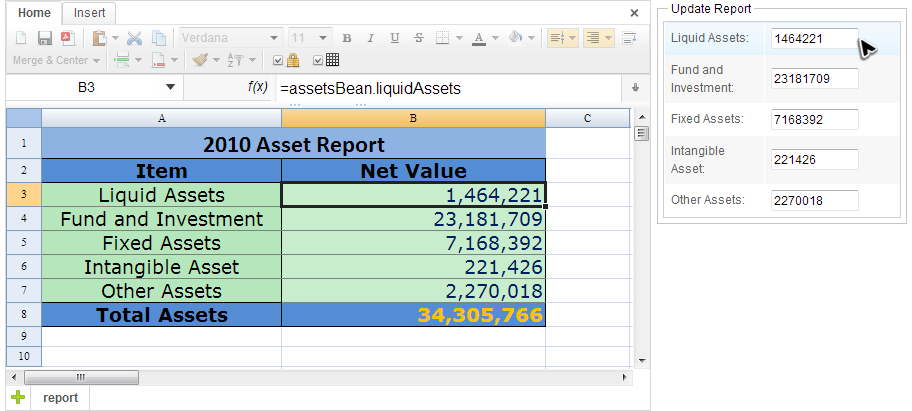 Home Insert
Verdana 11 B I U S A
Merge & Center
B3 f(x) =assetsBean.liquidAssets
A B C
1 2010 Asset Report
2 Item Net Value
3 Liquid Assets 1,464,221
4 Fund and Investment 23,181,709
5 Fixed Assets 7,168,392
6 Intangible Asset 221,426
7 Other Assets 2,270,018
8 Total Assets 34,305,766
9
10
report
Update Report
Liquid Assets: 1464221
Fund and
Investment: 23181709
Fixed Assets: 7168392
Intangible
Asset: 221426
Other Assets: 2270018